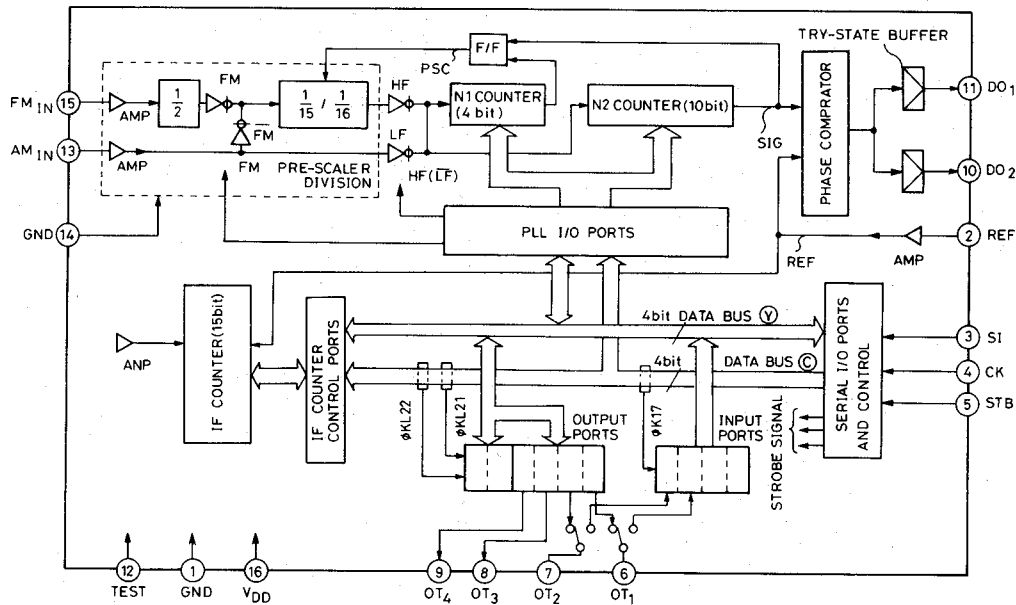 TRY-STATE BUFFER
F/F
PSC
FM
HF
FM IN
15
AMP
1/2
1/15 / 1/16
N1 COUNTER
(4 bit)
N2 COUNTER (10bit)
SIG
PHASE COMPRATOR
11
DO1
FM
AM IN
13
AMP
FM
LF
PRE-SCALER
DIVISION
HF(LF)
10
DO2
GND
14
PLL I/O PORTS
REF
AMP
2
REF
ANP
IF COUNTER (15bit)
IF COUNTER
CONTROL PORTS
4bit DATA BUS Y
4bit DATA BUS C
SERIAL I/O PORTS
AND CONTROL
3
SI
4
CK
5
STB
φKL22
φKL21
OUTPUT
PORTS
φK17
INPUT
PORTS
STROBE SIGNAL
12
TEST
1
GND
16
VDD
9
OT4
8
OT3
7
OT2
6
OT1